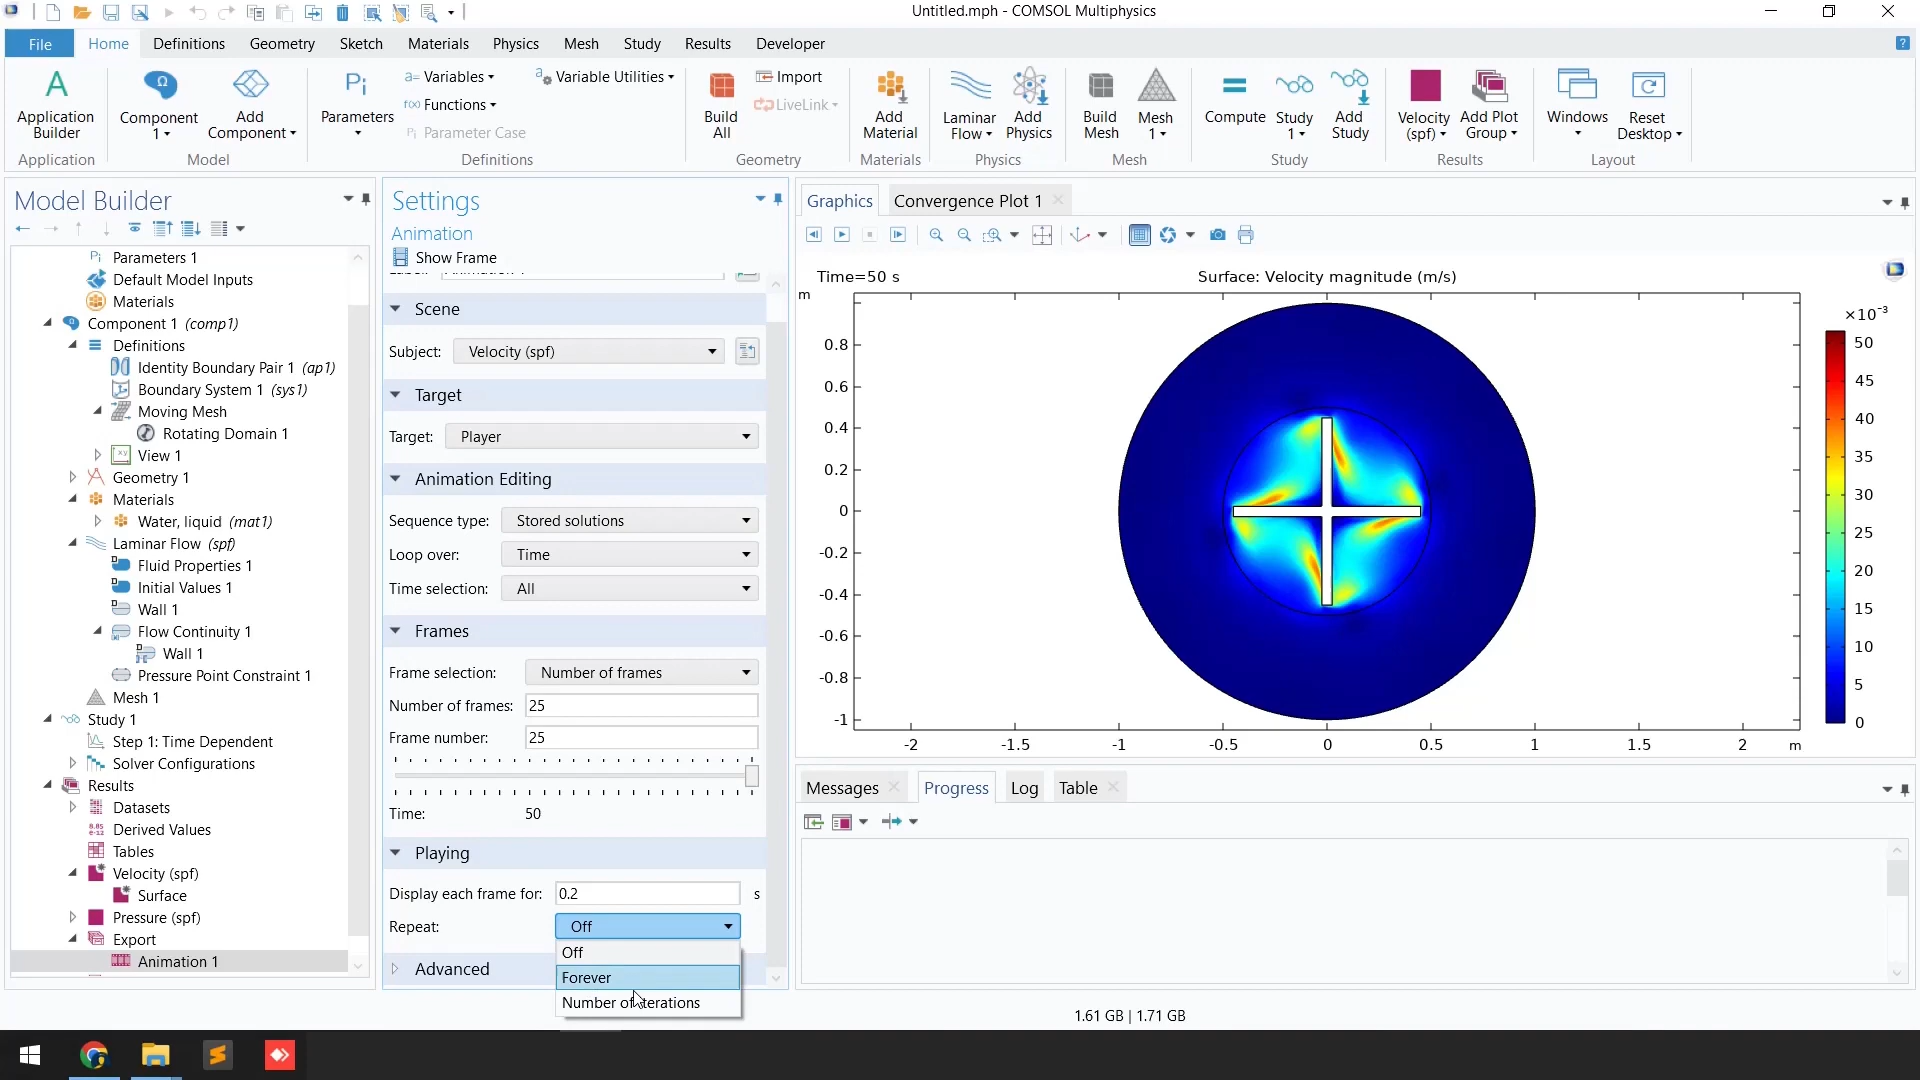 Untitled.mph - COMSOL Multiphysics
File Home Definitions Geometry Sketch Materials Physics Mesh Study Results Developer
Application Builder
Component 1
Add Component
Pi
Parameters
a= Variables
f(x) Functions
Pi Parameter Case
Variable Utilities
Build All
Import
LiveLink
Add Material
Laminar Flow
Add Physics
Build Mesh
Mesh 1
Compute
Study 1
Add Study
Velocity (spf)
Add Plot Group
Windows
Reset Desktop
Application Model Definitions Geometry Materials Physics Mesh Study Results Layout
Model Builder
Parameters 1
Default Model Inputs
Materials
Component 1 (comp1)
Definitions
Identity Boundary Pair 1 (ap1)
Boundary System 1 (sys1)
Moving Mesh
Rotating Domain 1
View 1
Geometry 1
Materials
Water, liquid (mat1)
Laminar Flow (spf)
Fluid Properties 1
Initial Values 1
Wall 1
Flow Continuity 1
Wall 1
Pressure Point Constraint 1
Mesh 1
Study 1
Step 1: Time Dependent
Solver Configurations
Results
Datasets
Derived Values
Tables
Velocity (spf)
Surface
Pressure (spf)
Export
Animation 1
Settings
Animation
Show Frame
Scene
Subject: Velocity (spf)
Target
Target: Player
Animation Editing
Sequence type: Stored solutions
Loop over: Time
Time selection: All
Frames
Frame selection: Number of frames
Number of frames: 25
Frame number: 25
Time: 50
Playing
Display each frame for: 0.2 s
Repeat: Off
Off
Forever
Number of iterations
Advanced
Graphics Convergence Plot 1
Time=50 s Surface: Velocity magnitude (m/s)
m
0.8
0.6
0.4
0.2
0
-0.2
-0.4
-0.6
-0.8
-1
-2 -1.5 -1 -0.5 0 0.5 1 1.5 2 m
×10⁻³
50
45
40
35
30
25
20
15
10
5
0
Messages Progress Log Table
1.61 GB | 1.71 GB